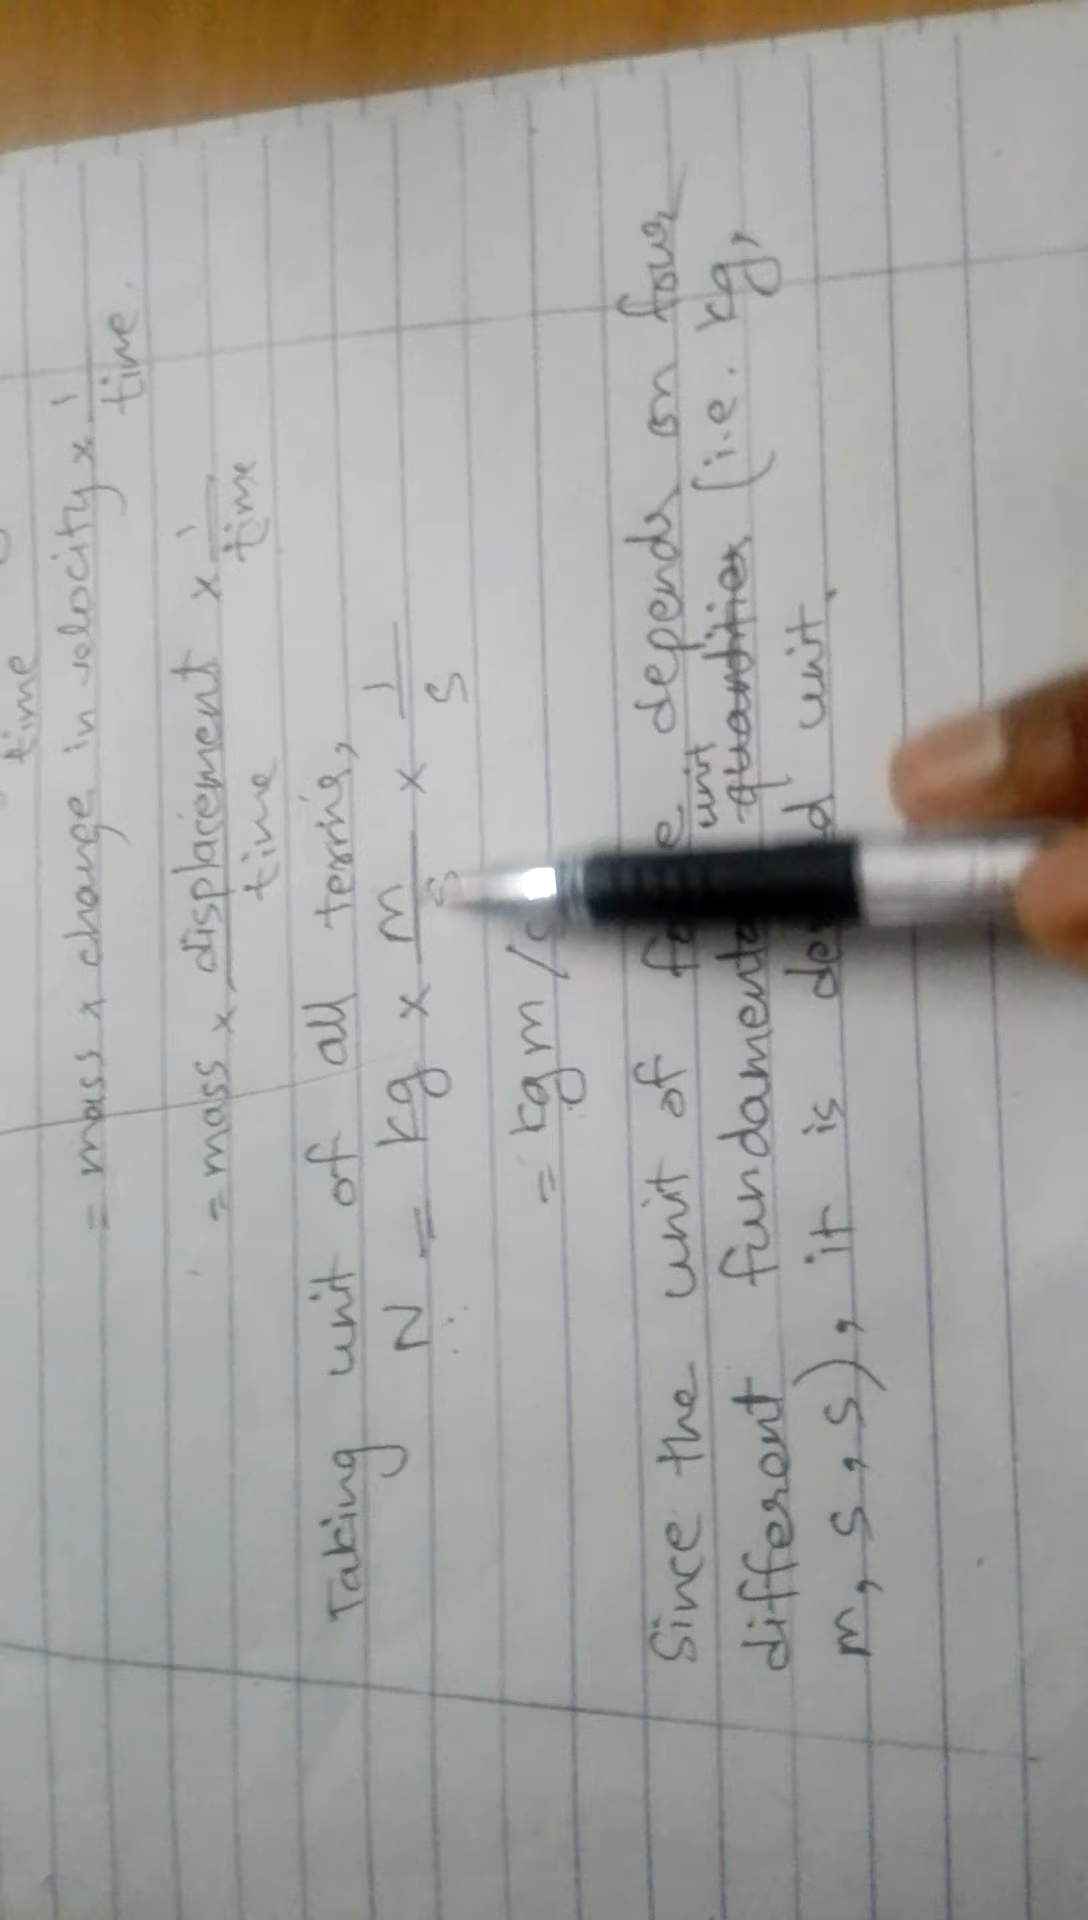 time
= mass x change in velocity x 1/time.
= mass x displacement/time x 1/time
Taking unit of all terms,
∴ N = kg x m/s x 1/s
= kg m/s
Since the unit of depends on four
different unit quantities (i.e. kg,
m, s, s), it is unit.